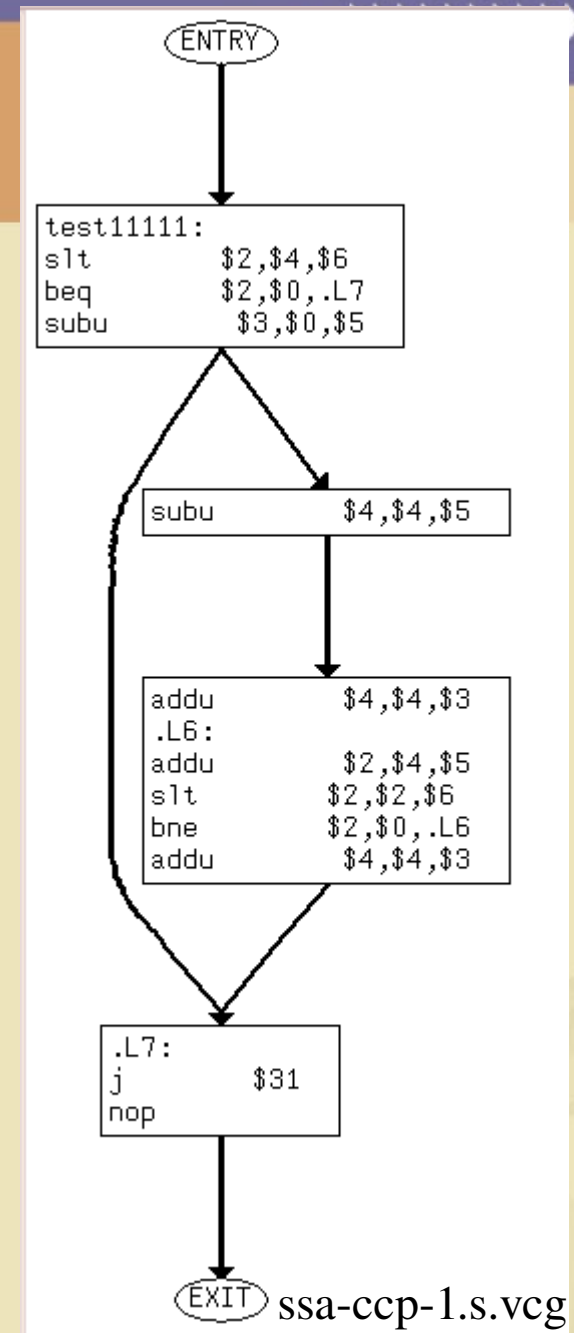 ENTRY
test11111:
slt $2,$4,$6
beq $2,$0,.L7
subu $3,$0,$5
subu $4,$4,$5
addu $4,$4,$3
.L6:
addu $2,$4,$5
slt $2,$2,$6
bne $2,$0,.L6
addu $4,$4,$3
.L7:
j $31
nop
EXIT ssa-ccp-1.s.vcg